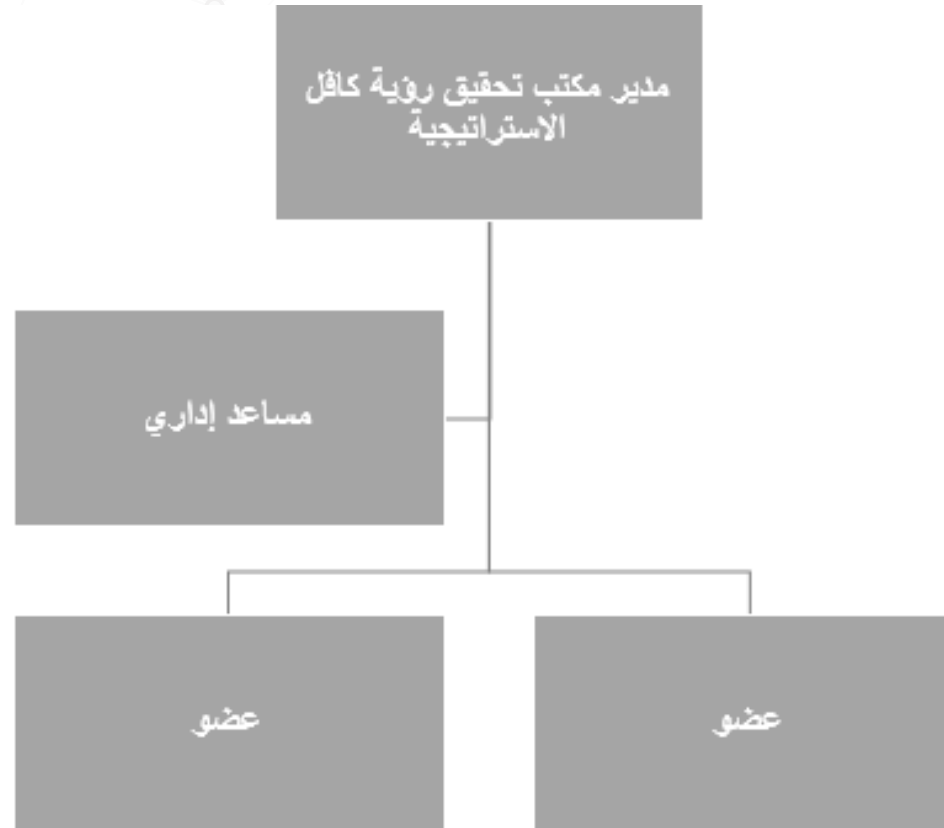 مدير مكتب تحقيق رؤية كافل
الاستراتيجية
مساعد إداري
عضو
عضو